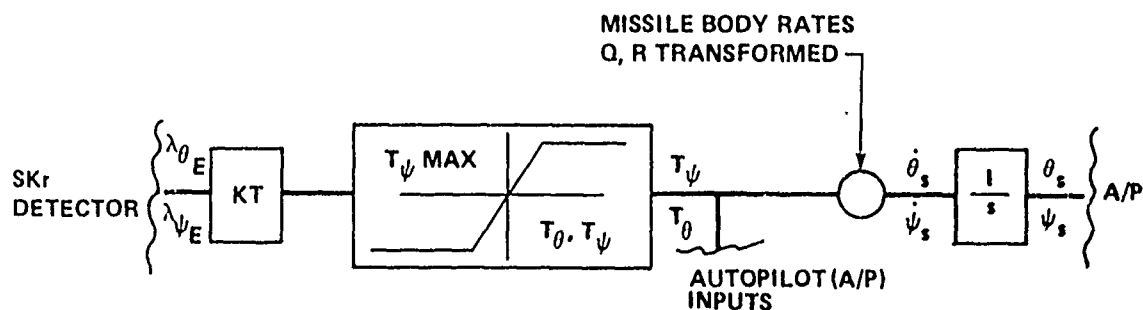 MISSILE BODY RATES
Q, R TRANSFORMED
SKr
DETECTOR
λθE
λψE
KT
Tψ MAX
Tθ, Tψ
Tψ
Tθ
AUTOPILOT (A/P)
INPUTS
θ̇s
ψ̇s
I
s
θs
ψs
A/P